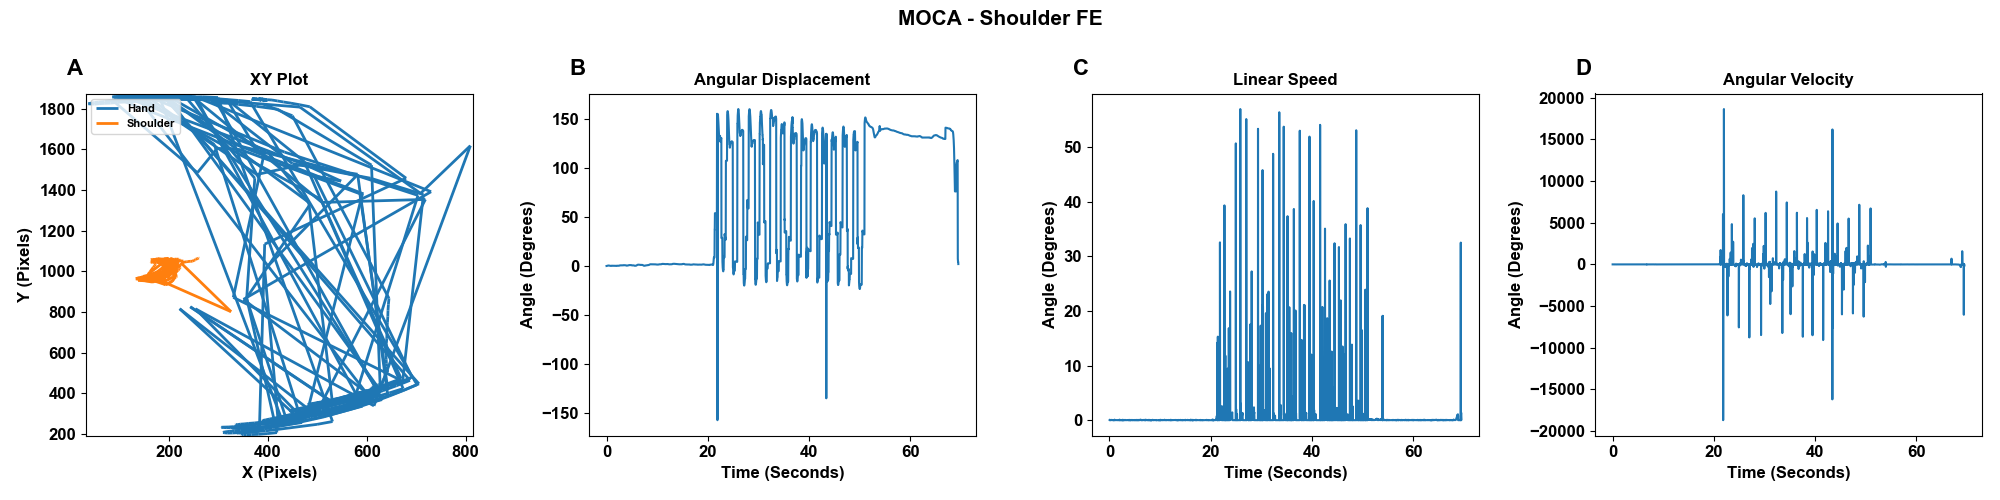 MOCA - Shoulder FE
A
XY Plot
Hand
Shoulder
1800
1600
1400
1200
1000
800
600
400
200
Y (Pixels)
200
400
600
800
X (Pixels)
B
Angular Displacement
150
100
50
0
−50
−100
−150
Angle (Degrees)
0
20
40
60
Time (Seconds)
C
Linear Speed
50
40
30
20
10
0
Angle (Degrees)
0
20
40
60
Time (Seconds)
D
Angular Velocity
20000
15000
10000
5000
0
−5000
−10000
−15000
−20000
Angle (Degrees)
0
20
40
60
Time (Seconds)